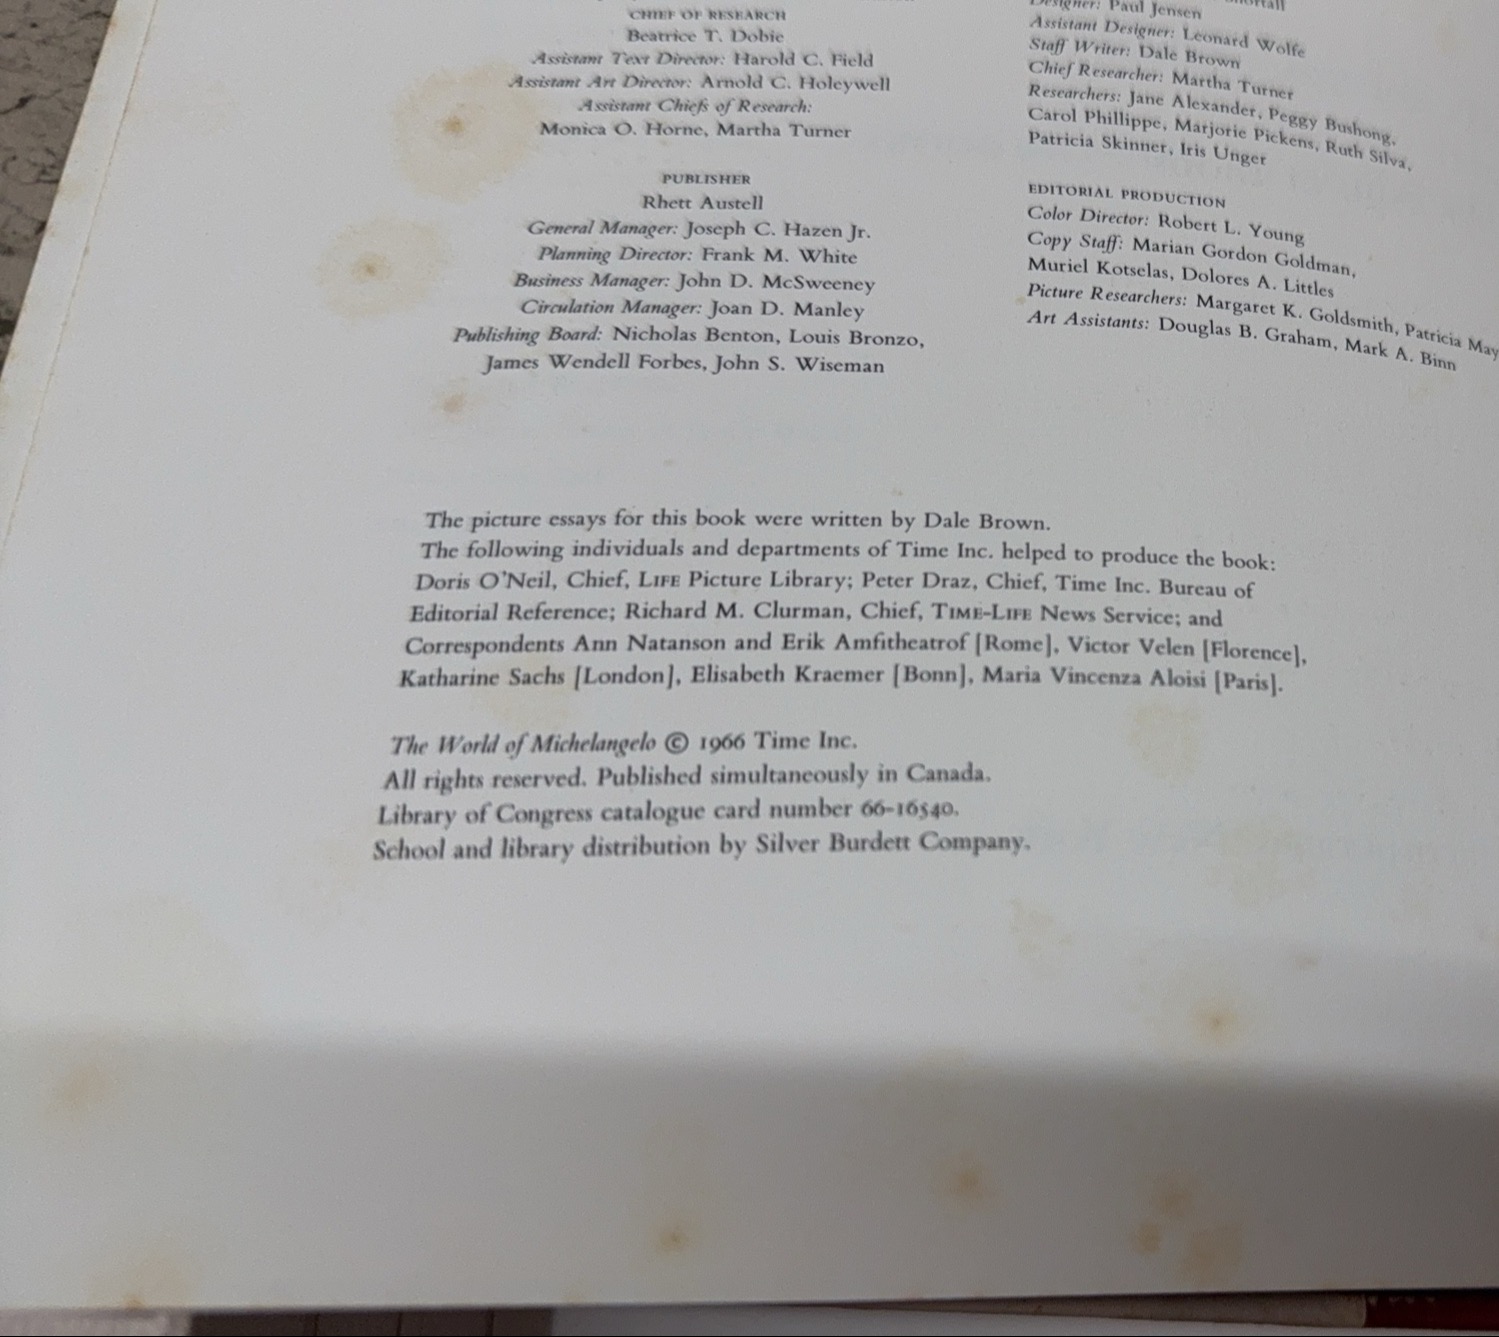 CHIEF OF RESEARCH
Beatrice T. Dobie
Assistant Text Director: Harold C. Field
Assistant Art Director: Arnold C. Holeywell
Assistant Chiefs of Research:
Monica O. Horne, Martha Turner
PUBLISHER
Rhett Austell
General Manager: Joseph C. Hazen Jr.
Planning Director: Frank M. White
Business Manager: John D. McSweeney
Circulation Manager: Joan D. Manley
Publishing Board: Nicholas Benton, Louis Bronzo,
James Wendell Forbes, John S. Wiseman
Designer: Paul Jensen
Assistant Designer: Leonard Wolfe
Staff Writer: Dale Brown
Chief Researcher: Martha Turner
Researchers: Jane Alexander, Peggy Bushong,
Carol Phillippe, Marjorie Pickens, Ruth Silva,
Patricia Skinner, Iris Unger
EDITORIAL PRODUCTION
Color Director: Robert L. Young
Copy Staff: Marian Gordon Goldman,
Muriel Kotselas, Dolores A. Littles
Picture Researchers: Margaret K. Goldsmith, Patricia May
Art Assistants: Douglas B. Graham, Mark A. Binn
The picture essays for this book were written by Dale Brown.
The following individuals and departments of Time Inc. helped to produce the book:
Doris O'Neil, Chief, LIFE Picture Library; Peter Draz, Chief, Time Inc. Bureau of
Editorial Reference; Richard M. Clurman, Chief, TIME-LIFE News Service; and
Correspondents Ann Natanson and Erik Amfitheatrof [Rome], Victor Velen [Florence],
Katharine Sachs [London], Elisabeth Kraemer [Bonn], Maria Vincenza Aloisi [Paris].
The World of Michelangelo © 1966 Time Inc.
All rights reserved. Published simultaneously in Canada.
Library of Congress catalogue card number 66-16540.
School and library distribution by Silver Burdett Company.